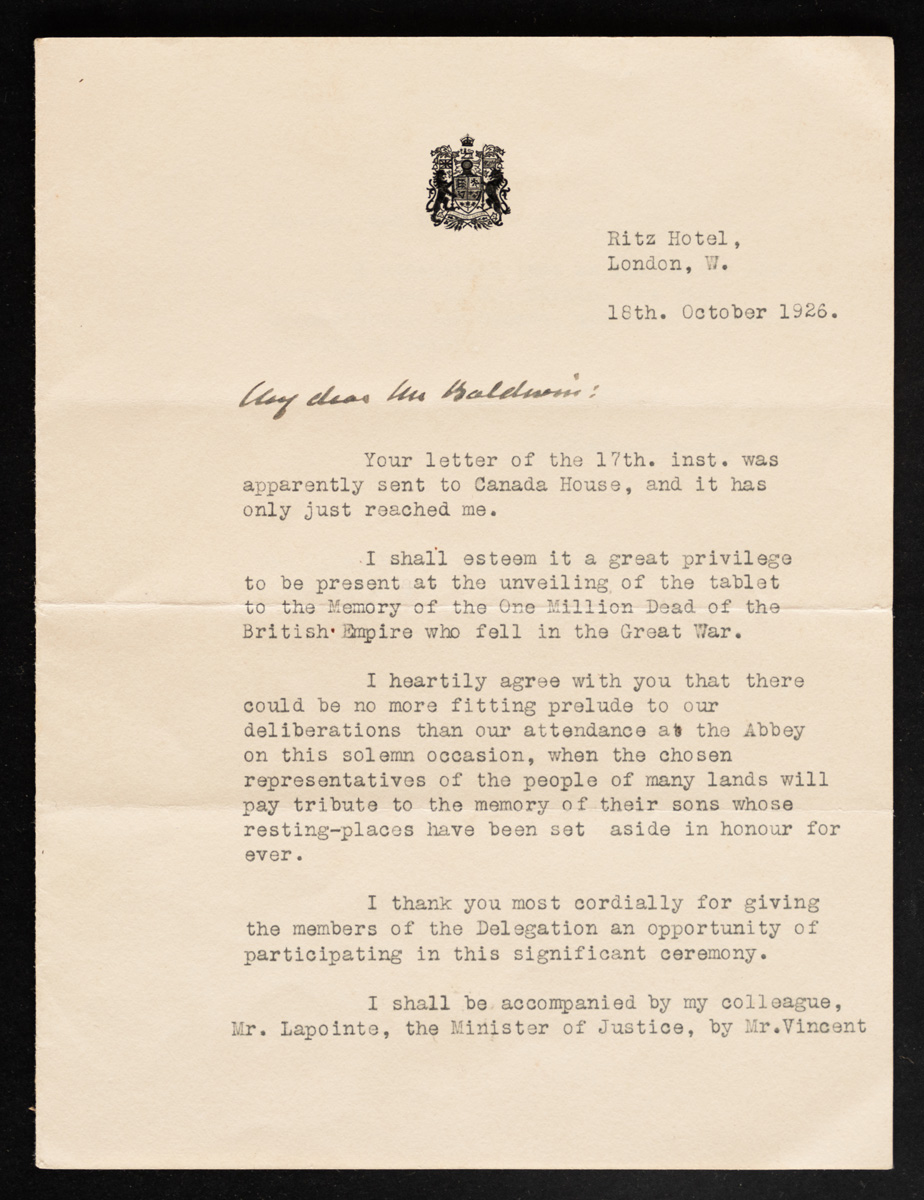 Ritz Hotel,
London, W.
18th. October 1926.
My dear Mr Baldwin:
Your letter of the 17th. inst. was
apparently sent to Canada House, and it has
only just reached me.
I shall esteem it a great privilege
to be present at the unveiling of the tablet
to the Memory of the One Million Dead of the
British Empire who fell in the Great War.
I heartily agree with you that there
could be no more fitting prelude to our
deliberations than our attendance at the Abbey
on this solemn occasion, when the chosen
representatives of the people of many lands will
pay tribute to the memory of their sons whose
resting-places have been set aside in honour for
ever.
I thank you most cordially for giving
the members of the Delegation an opportunity of
participating in this significant ceremony.
I shall be accompanied by my colleague,
Mr. Lapointe, the Minister of Justice, by Mr.Vincent